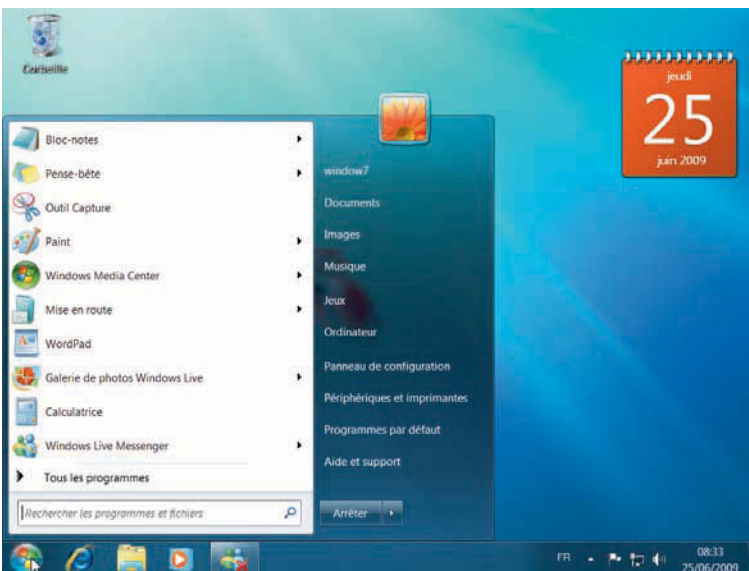 Corbeille
jeudi
25
juin 2009
Bloc-notes
Pense-bête
Outil Capture
Paint
Windows Media Center
Mise en route
WordPad
Galerie de photos Windows Live
Calculatrice
Windows Live Messenger
Tous les programmes
Rechercher les programmes et fichiers
window7
Documents
Images
Musique
Jeux
Ordinateur
Panneau de configuration
Périphériques et imprimantes
Programmes par défaut
Aide et support
Arrêter
FR
08:33
25/06/2009